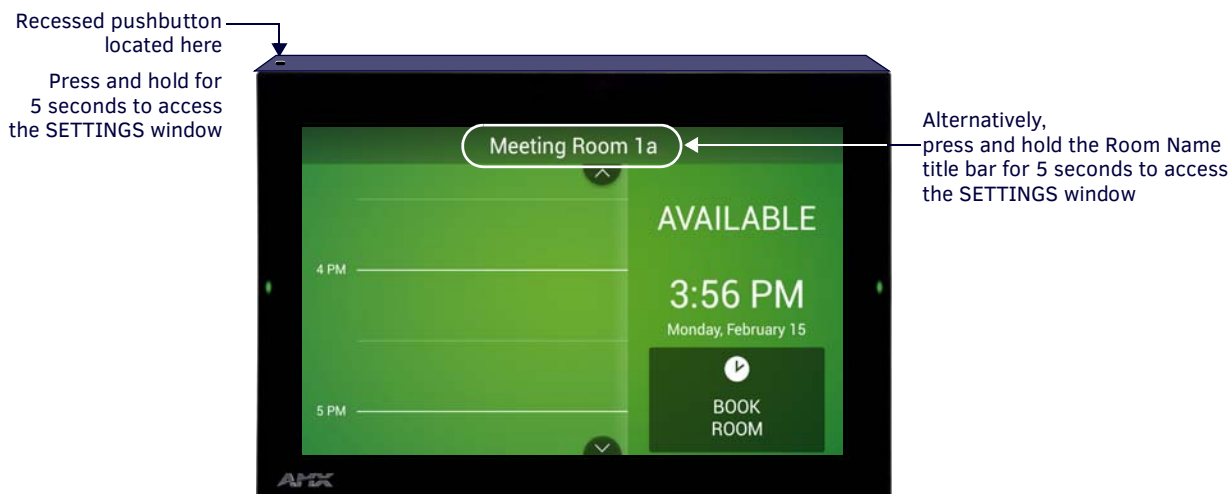 Recessed pushbutton
located here
Press and hold for
5 seconds to access
the SETTINGS window
Meeting Room 1a
Alternatively,
press and hold the Room Name
title bar for 5 seconds to access
the SETTINGS window
AVAILABLE
4 PM
3:56 PM
Monday, February 15
BOOK
ROOM
5 PM
AMX